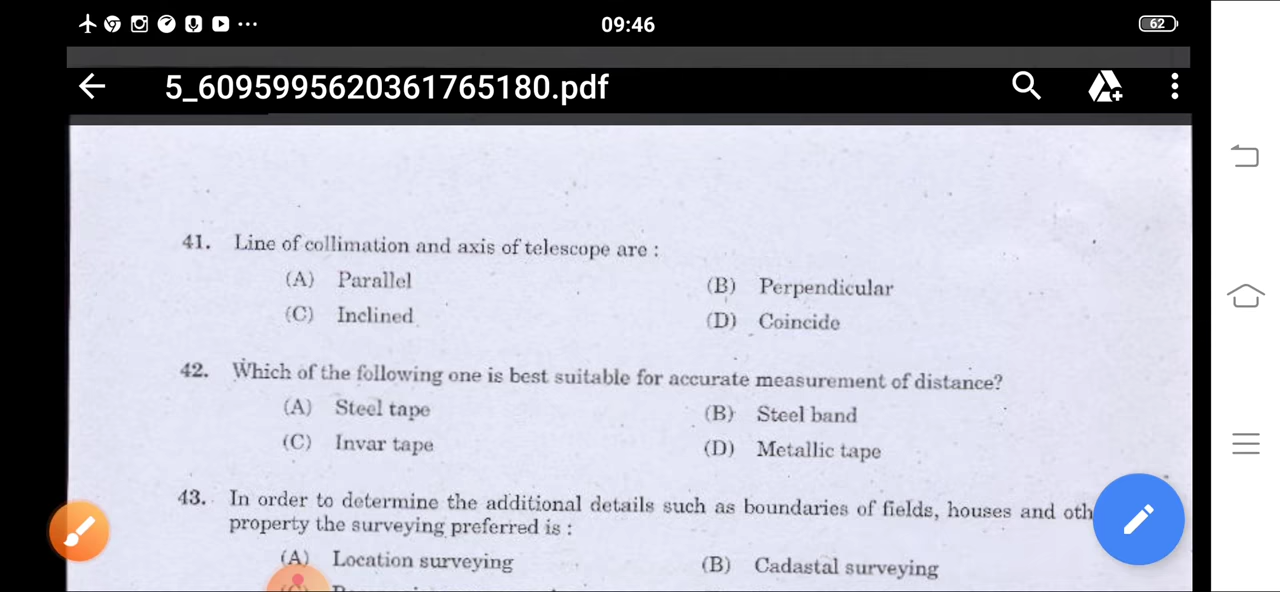 09:46
62
5_6095995620361765180.pdf
41. Line of collimation and axis of telescope are :
(A) Parallel (B) Perpendicular
(C) Inclined (D) Coincide
42. Which of the following one is best suitable for accurate measurement of distance?
(A) Steel tape (B) Steel band
(C) Invar tape (D) Metallic tape
43. In order to determine the additional details such as boundaries of fields, houses and oth
property the surveying preferred is :
(A) Location surveying (B) Cadastal surveying